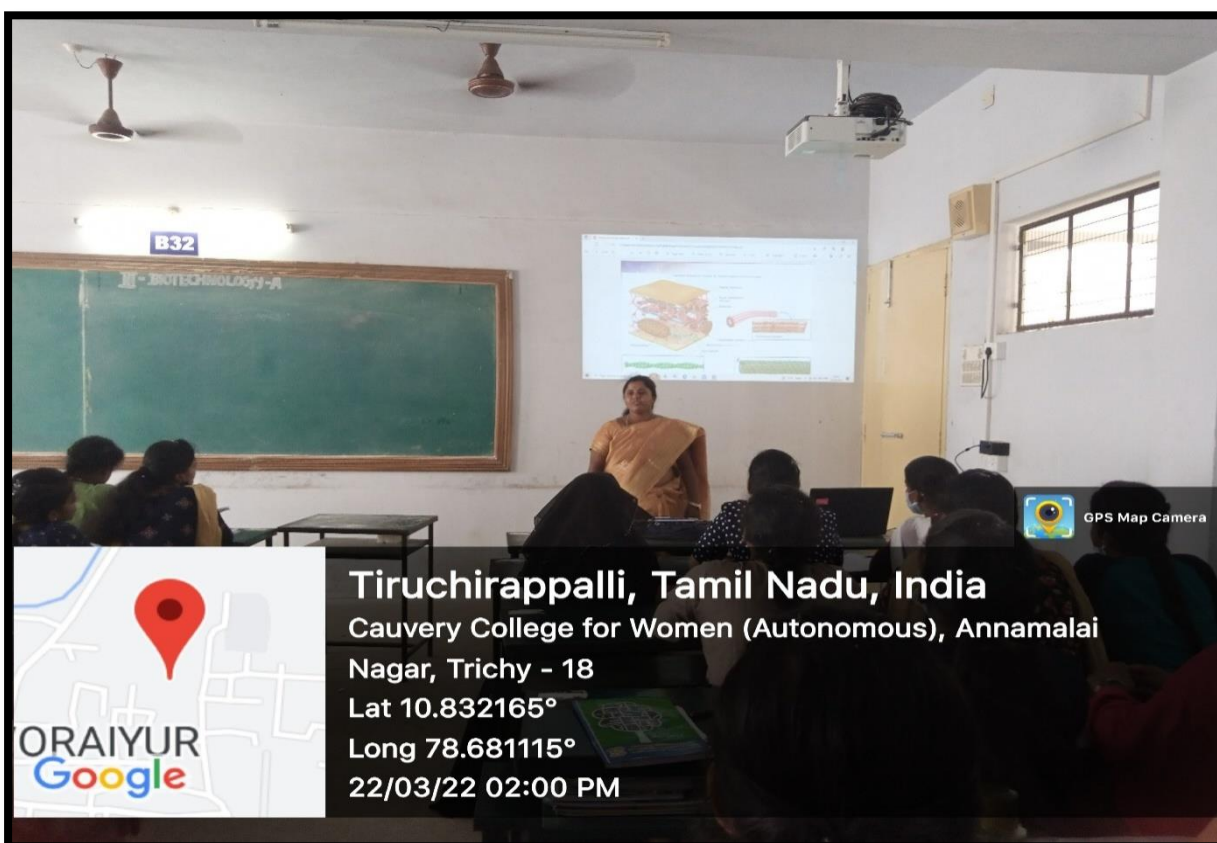 B32
III - BIOTECHNOLOGY-A
GPS Map Camera
Tiruchirappalli, Tamil Nadu, India
Cauvery College for Women (Autonomous), Annamalai
Nagar, Trichy - 18
Lat 10.832165°
Long 78.681115°
22/03/22 02:00 PM
ORAIYUR
Google